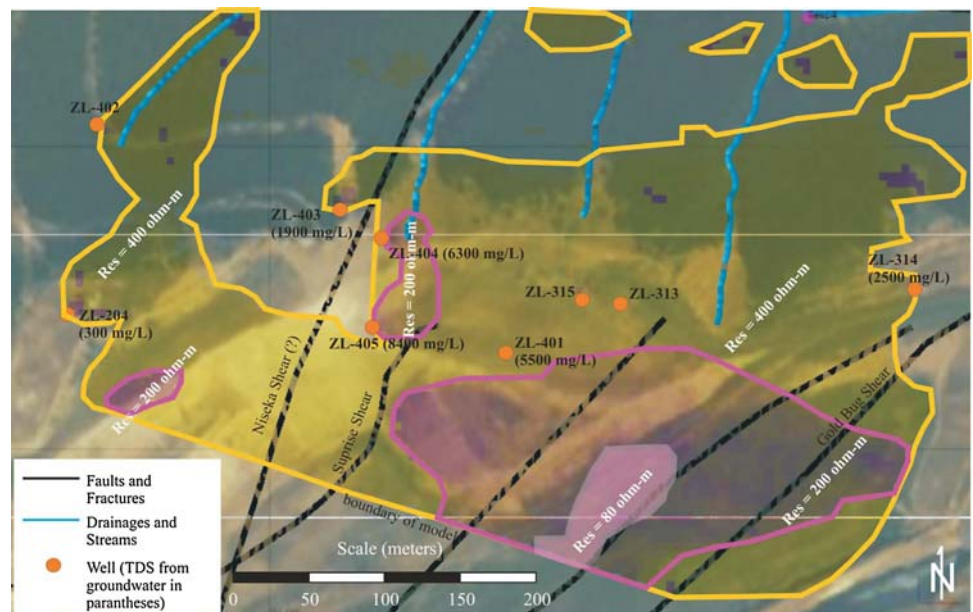 ZL-402
Res = 400 ohm-m
ZL-403
(1900 mg/L)
ZL-404 (6300 mg/L)
Res = 200 ohm-m
ZL-314
(2500 mg/L)
ZL-204
(300 mg/L)
ZL-315
ZL-313
ZL-405 (8400 mg/L)
ZL-401
(5500 mg/L)
Res = 400 ohm-m
Res = 200 ohm-m
Niseka Shear (?)
Suprise Shear
Gold Bug Shear
Res = 80 ohm-m
Res = 200 ohm-m
boundary of model
Faults and
Fractures
Drainages and
Streams
Well (TDS from
groundwater in
parantheses)
Scale (meters)
0 50 100 150 200
N